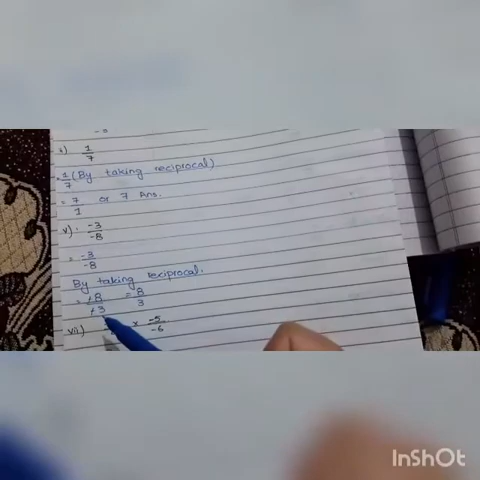 ii) 1/7
= 1/7 (By taking reciprocal)
= 7/1 or 7 Ans.
v) -3/-8
= -3/-8
By taking reciprocal.
= -8/-3 = 8/3
vii) × -5/-6
InShOt